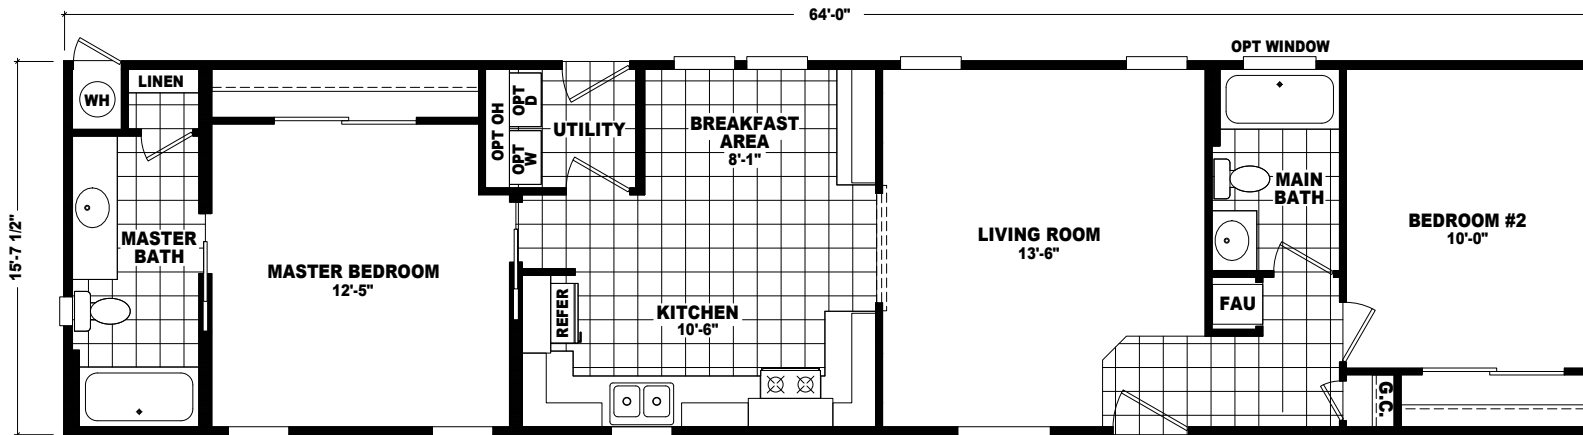 64'-0"
OPT WINDOW
LINEN
WH
OPT OH
OPT
D
OPT
W
UTILITY
BREAKFAST
AREA
8'-1"
MAIN
BATH
15'-7 1/2"
MASTER
BATH
MASTER BEDROOM
12'-5"
LIVING ROOM
13'-6"
BEDROOM #2
10'-0"
REFER
KITCHEN
10'-6"
FAU
G.C.